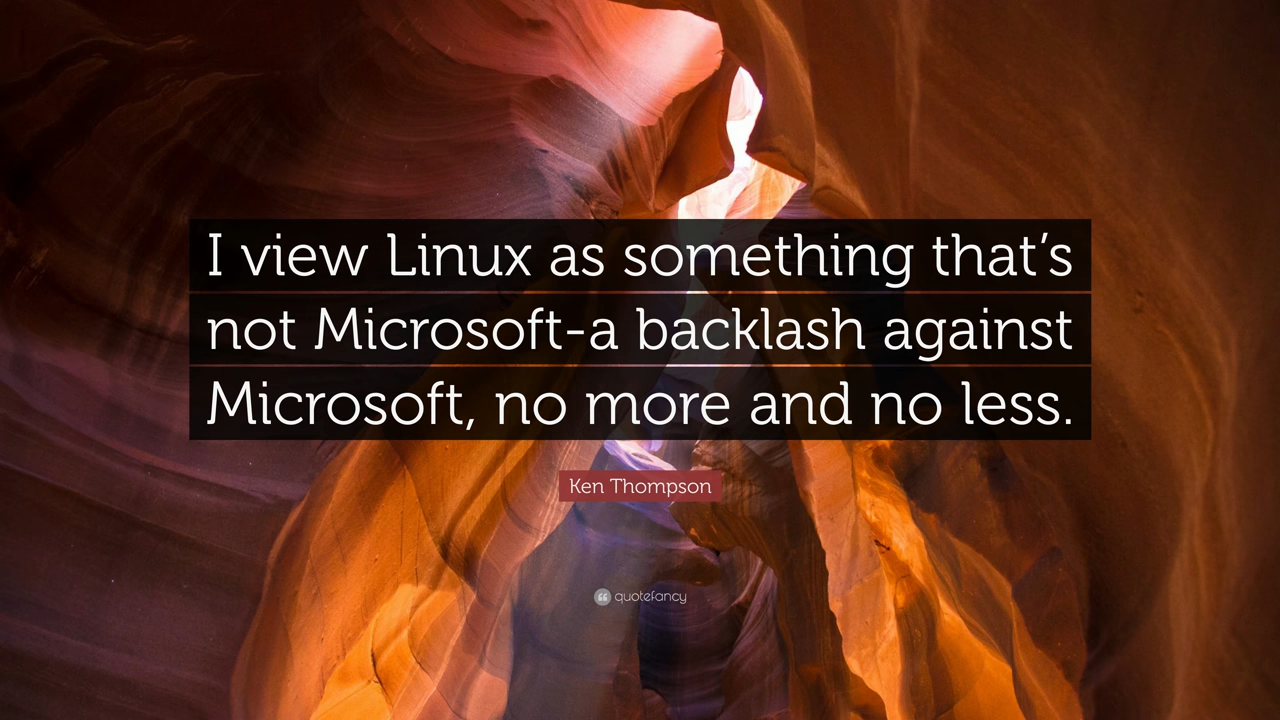 I view Linux as something that’s
not Microsoft-a backlash against
Microsoft, no more and no less.
Ken Thompson
quotefancy